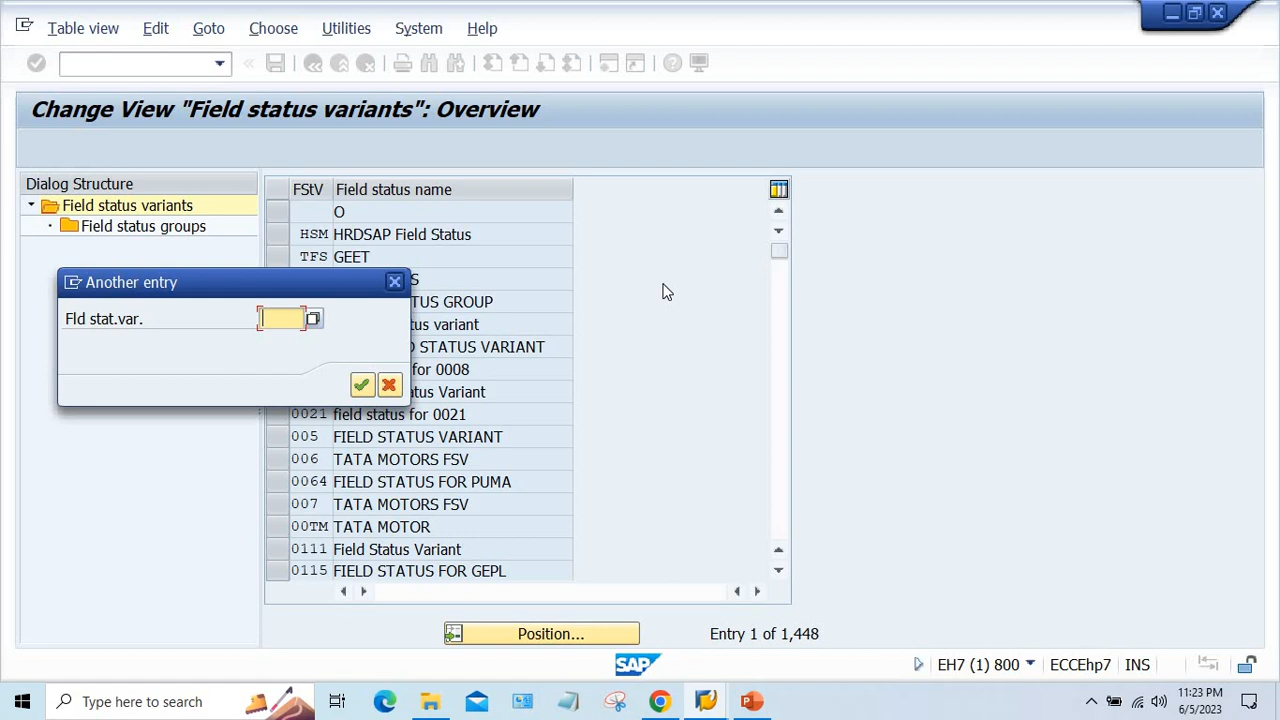 Table view Edit Goto Choose Utilities System Help
Change View "Field status variants": Overview
Dialog Structure
Field status variants
Field status groups
FStV Field status name
O
HSM HRDSAP Field Status
TFS GEET
S
TUS GROUP
tus variant
D STATUS VARIANT
for 0008
atus Variant
0021 field status for 0021
005 FIELD STATUS VARIANT
006 TATA MOTORS FSV
0064 FIELD STATUS FOR PUMA
007 TATA MOTORS FSV
00TM TATA MOTOR
0111 Field Status Variant
0115 FIELD STATUS FOR GEPL
Another entry
Fld stat.var.
Position... Entry 1 of 1,448
SAP EH7 (1) 800 ECCEhp7 INS
Type here to search
11:23 PM
6/5/2023